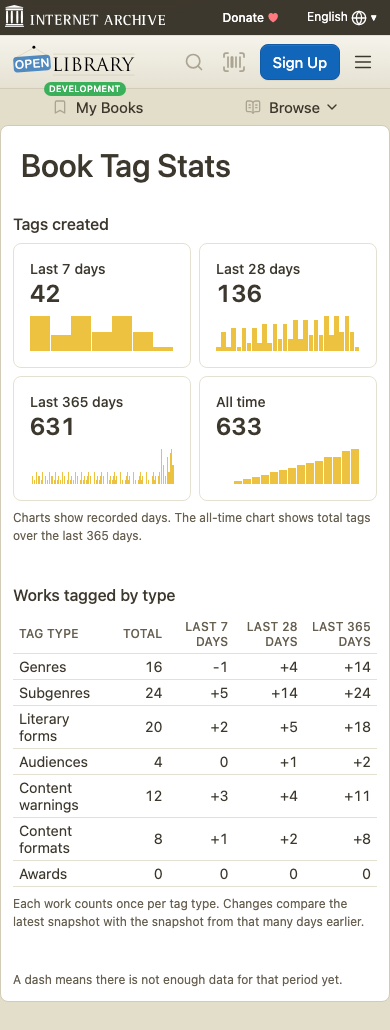 INTERNET ARCHIVE
Donate
English
OPEN LIBRARY
Sign Up
DEVELOPMENT
My Books
Browse
Book Tag Stats
Tags created
Last 7 days
42
Last 28 days
136
Last 365 days
631
All time
633
Charts show recorded days. The all-time chart shows total tags
over the last 365 days.
Works tagged by type
TAG TYPE TOTAL LAST 7 DAYS LAST 28 DAYS LAST 365 DAYS
Genres 16 -1 +4 +14
Subgenres 24 +5 +14 +24
Literary forms 20 +2 +5 +18
Audiences 4 0 +1 +2
Content warnings 12 +3 +4 +11
Content formats 8 +1 +2 +8
Awards 0 0 0 0
Each work counts once per tag type. Changes compare the
latest snapshot with the snapshot from that many days earlier.
A dash means there is not enough data for that period yet.